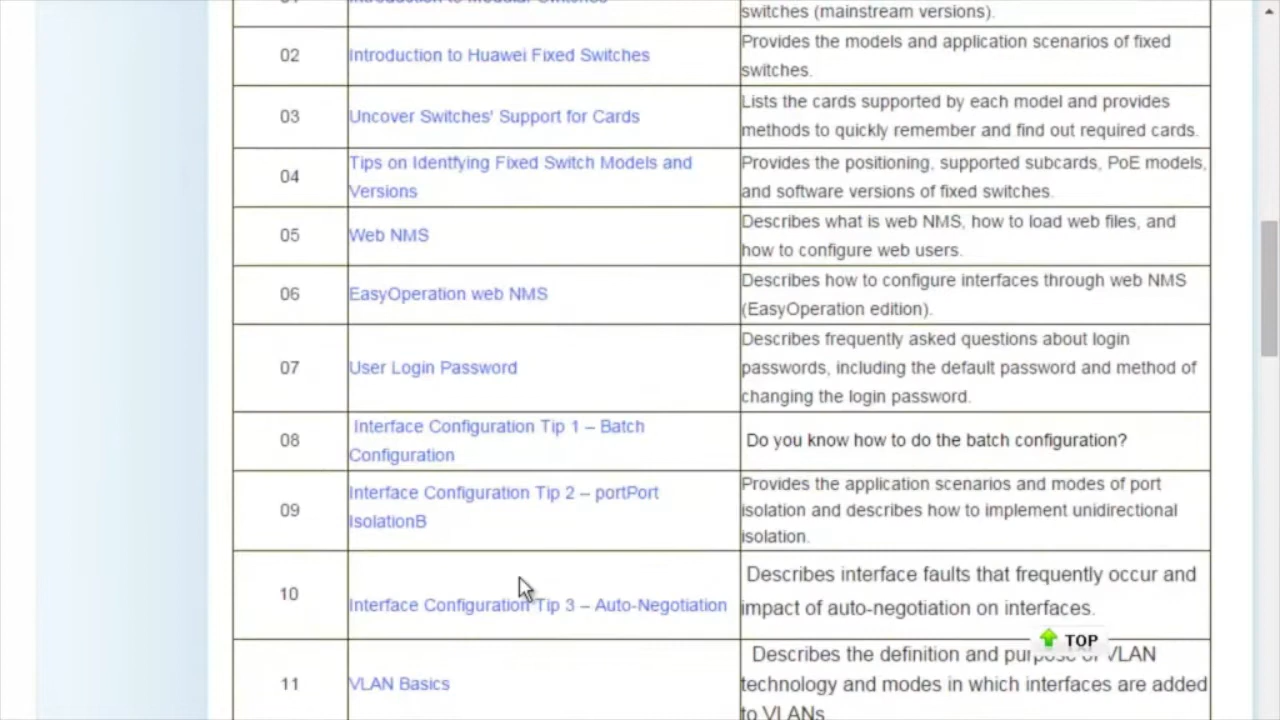 01
Introduction to Modular Switches
switches (mainstream versions).
02
Introduction to Huawei Fixed Switches
Provides the models and application scenarios of fixed
switches.
03
Uncover Switches' Support for Cards
Lists the cards supported by each model and provides
methods to quickly remember and find out required cards.
04
Tips on Identfying Fixed Switch Models and
Versions
Provides the positioning, supported subcards, PoE models,
and software versions of fixed switches.
05
Web NMS
Describes what is web NMS, how to load web files, and
how to configure web users.
06
EasyOperation web NMS
Describes how to configure interfaces through web NMS
(EasyOperation edition).
07
User Login Password
Describes frequently asked questions about login
passwords, including the default password and method of
changing the login password.
08
Interface Configuration Tip 1 – Batch
Configuration
Do you know how to do the batch configuration?
09
Interface Configuration Tip 2 – portPort
IsolationB
Provides the application scenarios and modes of port
isolation and describes how to implement unidirectional
isolation.
10
Interface Configuration Tip 3 – Auto-Negotiation
Describes interface faults that frequently occur and
impact of auto-negotiation on interfaces.
TOP
11
VLAN Basics
Describes the definition and purpose of VLAN
technology and modes in which interfaces are added
to VLANs